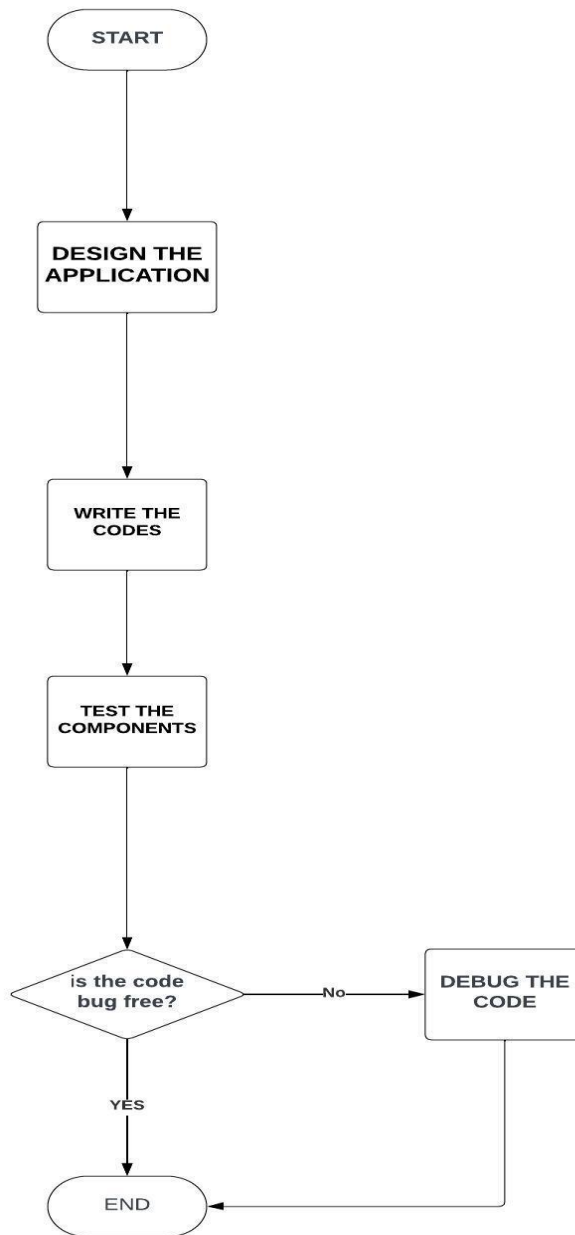 START
DESIGN THE
APPLICATION
WRITE THE
CODES
TEST THE
COMPONENTS
is the code
bug free?
No
DEBUG THE
CODE
YES
END